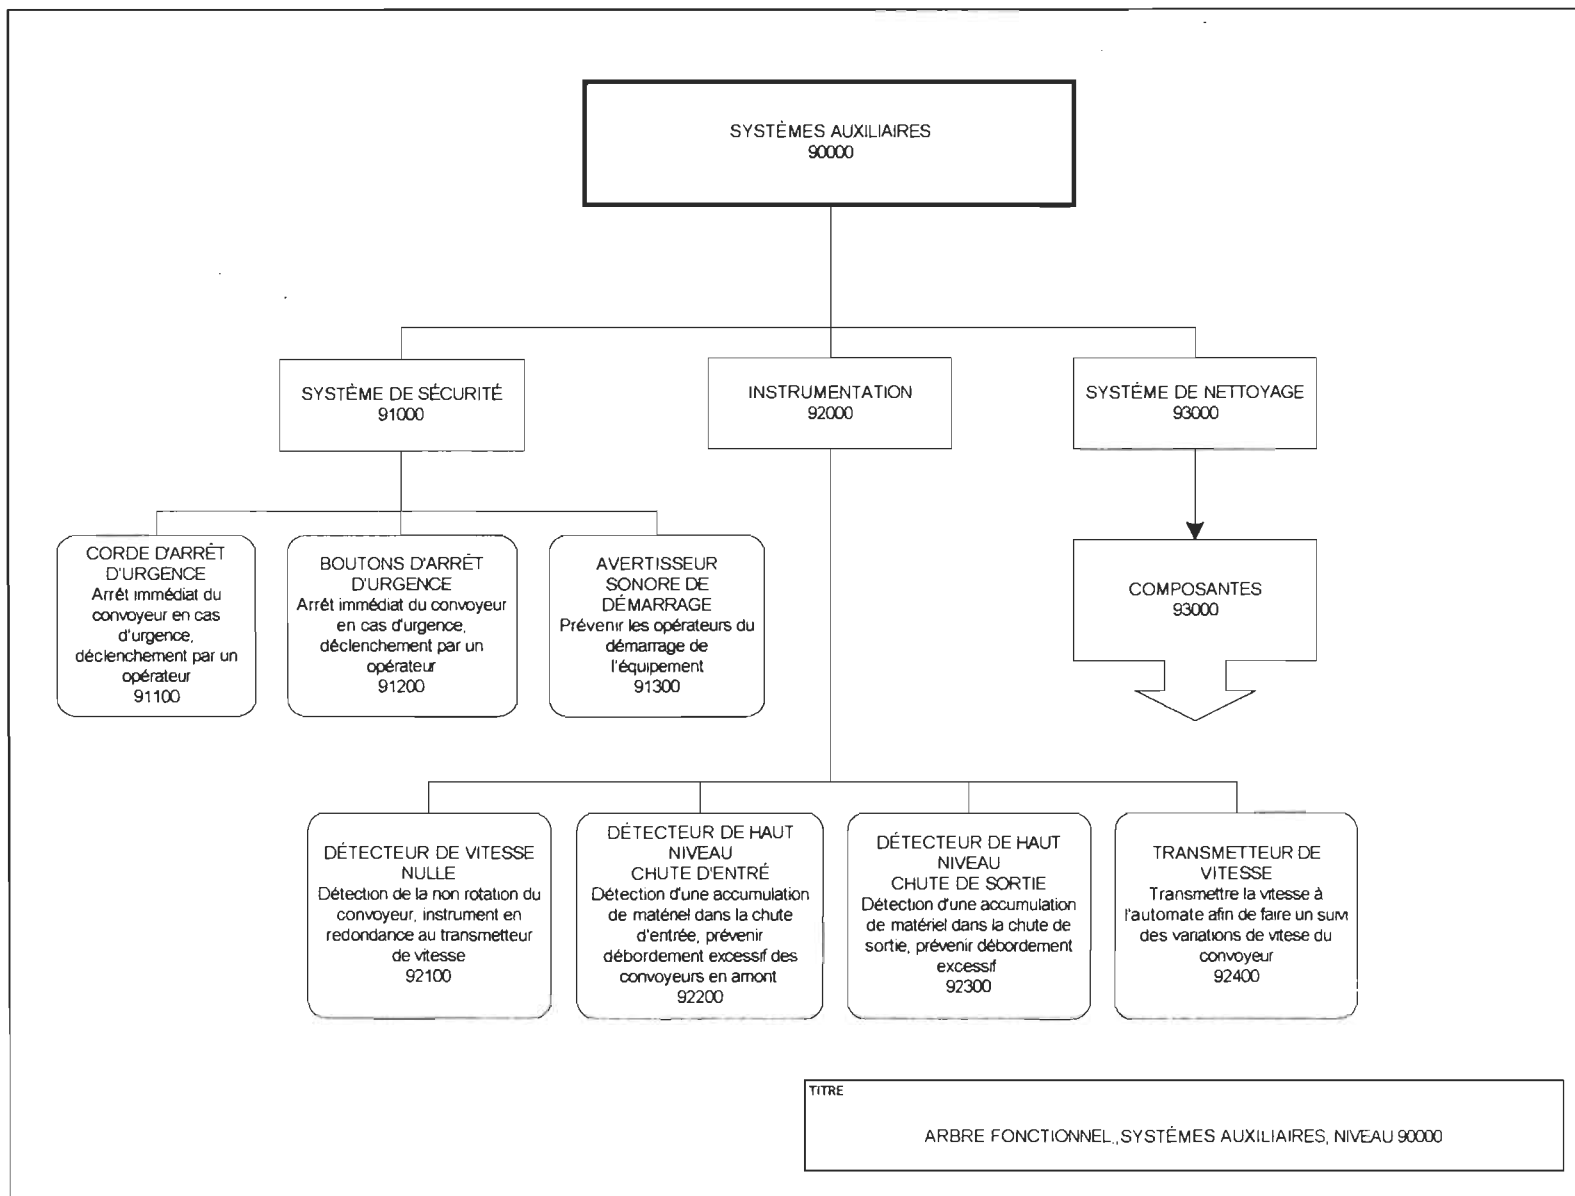 SYSTÈMES AUXILIAIRES
90000
SYSTÈME DE SÉCURITÉ
91000
INSTRUMENTATION
92000
SYSTÈME DE NETTOYAGE
93000
CORDE D'ARRÊT
D'URGENCE
Arrêt immédiat du
convoyeur en cas
d'urgence,
déclenchement par un
opérateur
91100
BOUTONS D'ARRÊT
D'URGENCE
Arrêt immédiat du convoyeur
en cas d'urgence,
déclenchement par un
opérateur
91200
AVERTISSEUR
SONORE DE
DÉMARRAGE
Prévenir les opérateurs du
démarrage de
l'équipement
91300
COMPOSANTES
93000
DÉTECTEUR DE VITESSE
NULLE
Détection de la non rotation du
convoyeur, instrument en
redondance au transmetteur
de vitesse
92100
DÉTECTEUR DE HAUT
NIVEAU
CHUTE D'ENTRÉ
Détection d'une accumulation
de matériel dans la chute
d'entrée, prévenir
débordement excessif des
convoyeurs en amont
92200
DÉTECTEUR DE HAUT
NIVEAU
CHUTE DE SORTIE
Détection d'une accumulation
de matériel dans la chute de
sortie, prévenir débordement
excessif
92300
TRANSMETTEUR DE
VITESSE
Transmettre la vitesse à
l'automate afin de faire un suivi
des variations de vitese du
convoyeur
92400
TITRE
ARBRE FONCTIONNEL,,SYSTÈMES AUXILIAIRES, NIVEAU 90000